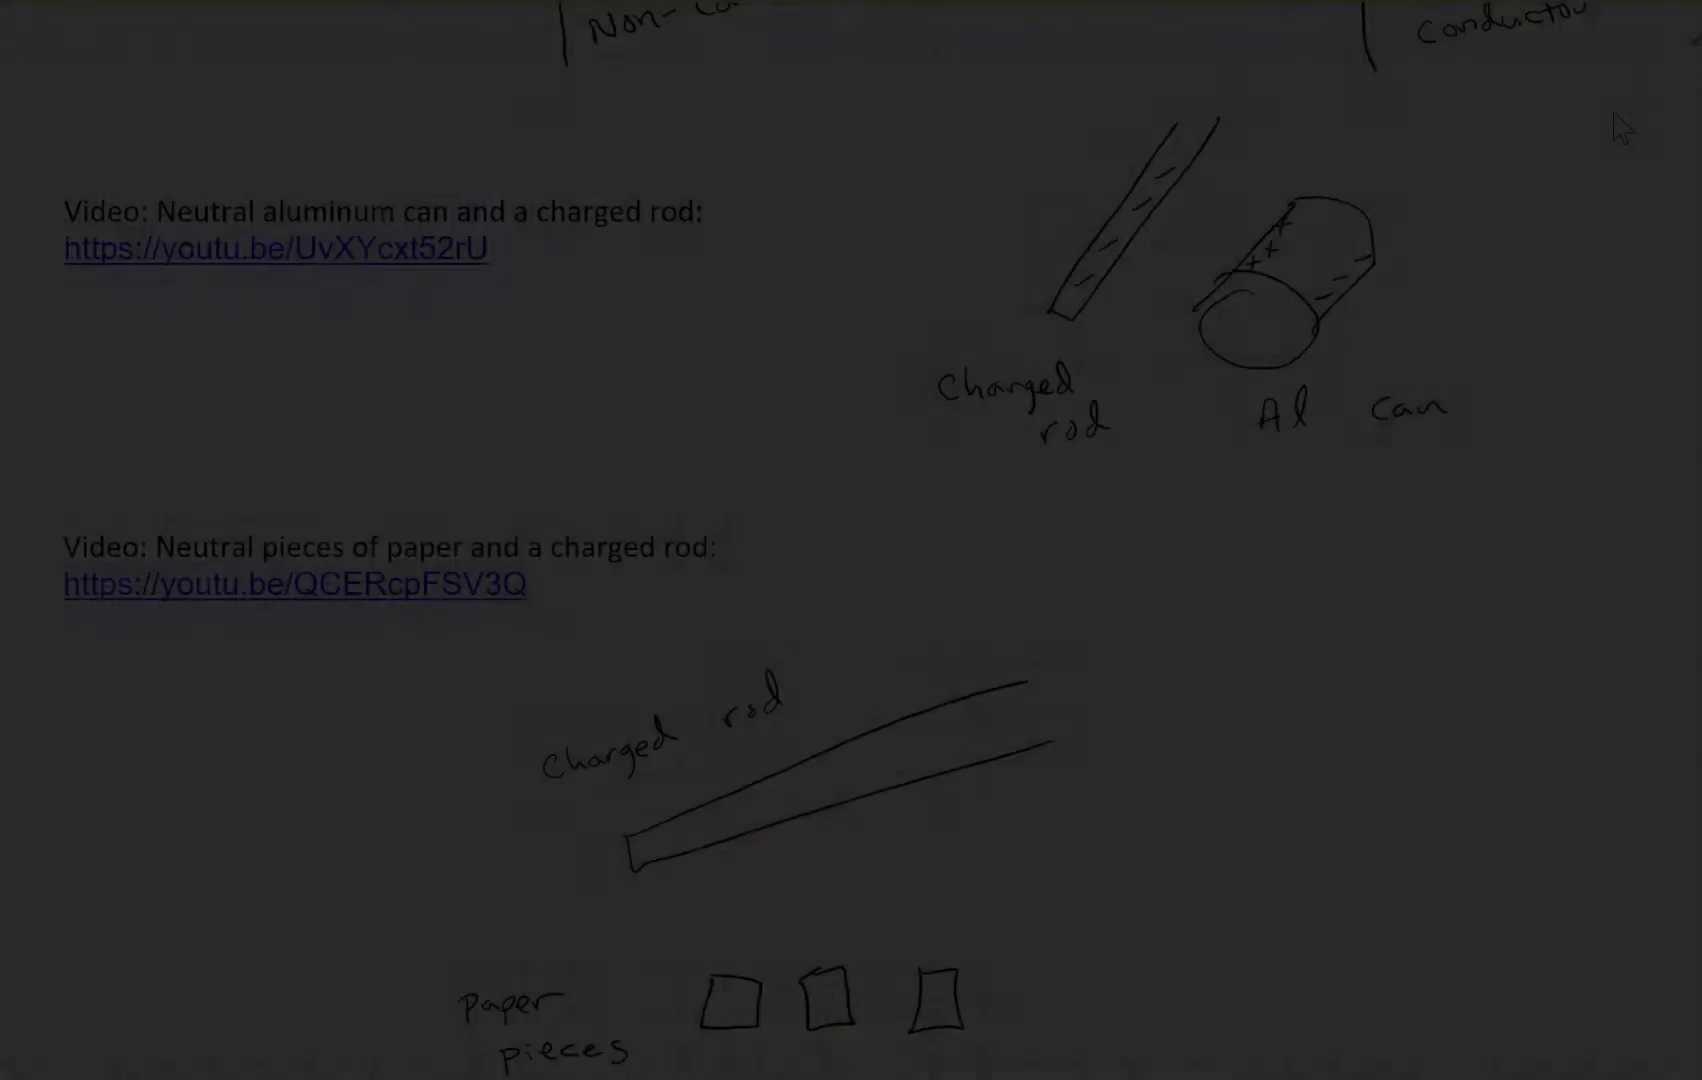 Non-
Conductor
Video: Neutral aluminum can and a charged rod:
https://youtu.be/UvXYcxt52rU
- - - -
+ + +
- - -
Charged
rod
Al can
Video: Neutral pieces of paper and a charged rod:
https://youtu.be/QCERcpFSV3Q
Charged rod
paper
pieces